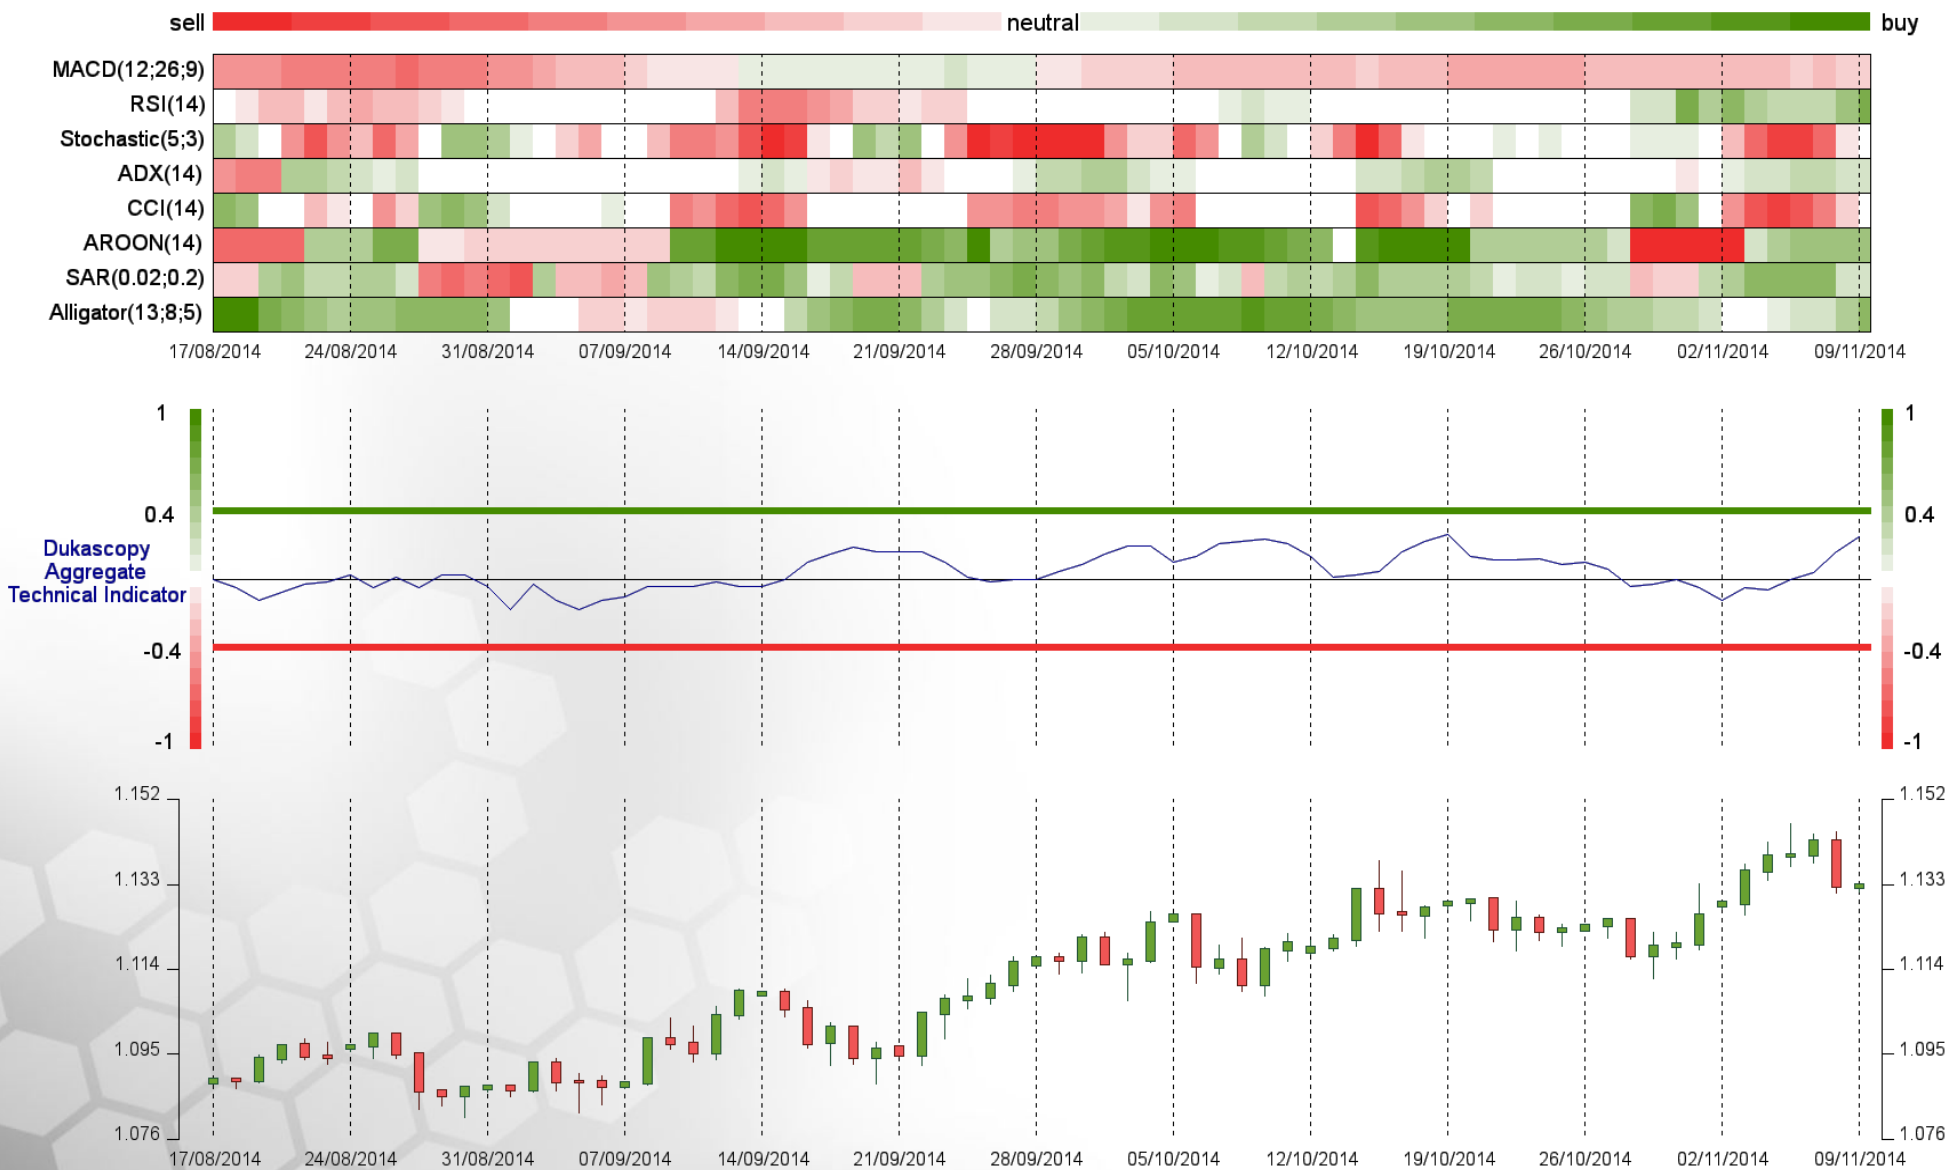 sell neutral buy
MACD(12;26;9)
RSI(14)
Stochastic(5;3)
ADX(14)
CCI(14)
AROON(14)
SAR(0.02;0.2)
Alligator(13;8;5)
17/08/2014 24/08/2014 31/08/2014 07/09/2014 14/09/2014 21/09/2014 28/09/2014 05/10/2014 12/10/2014 19/10/2014 26/10/2014 02/11/2014 09/11/2014
1 1
0.4 0.4
Dukascopy
Aggregate
Technical Indicator
-0.4 -0.4
-1 -1
1.152 1.152
1.133 1.133
1.114 1.114
1.095 1.095
1.076 1.076
17/08/2014 24/08/2014 31/08/2014 07/09/2014 14/09/2014 21/09/2014 28/09/2014 05/10/2014 12/10/2014 19/10/2014 26/10/2014 02/11/2014 09/11/2014